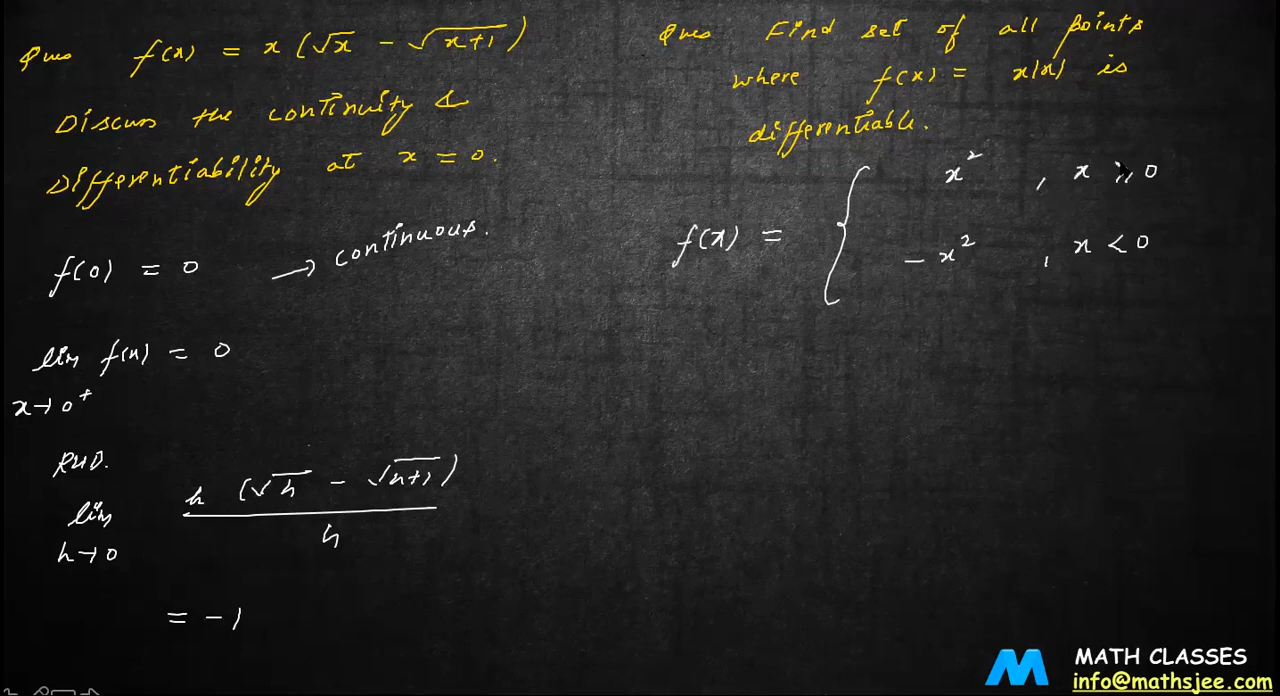 Ques f(x) = x (√x - √(x+1))
Discuss the continuity &
Differentiability at x = 0.
f(0) = 0 → continuous.
lim f(x) = 0
x→0⁺
RHD.
lim h (√h - √(h+1))
h→0 h
= -1
Ques Find set of all points
where f(x) = x|x| is
differentiable.
f(x) = { x² , x ≥ 0
- x² , x < 0
MATH CLASSES
info@mathsjee.com